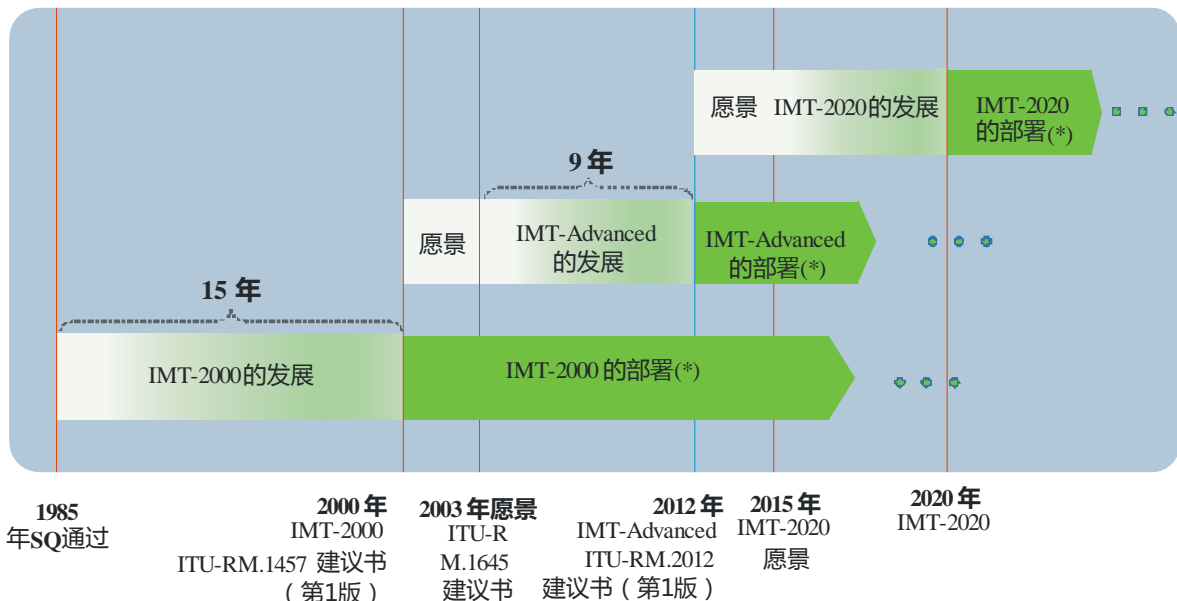 愿景 IMT-2020的发展
IMT-2020
的部署(*)
9 年
愿景
IMT-Advanced
的发展
IMT-Advanced
的部署(*)
15 年
IMT-2000的发展
IMT-2000 的部署(*)
1985
年SQ通过
2000 年
IMT-2000
ITU-RM.1457 建议书
（第1版）
2003 年愿景
ITU-R
M.1645
建议书
2012 年
IMT-Advanced
ITU-RM.2012
建议书（第1版）
2015 年
IMT-2020
愿景
2020 年
IMT-2020